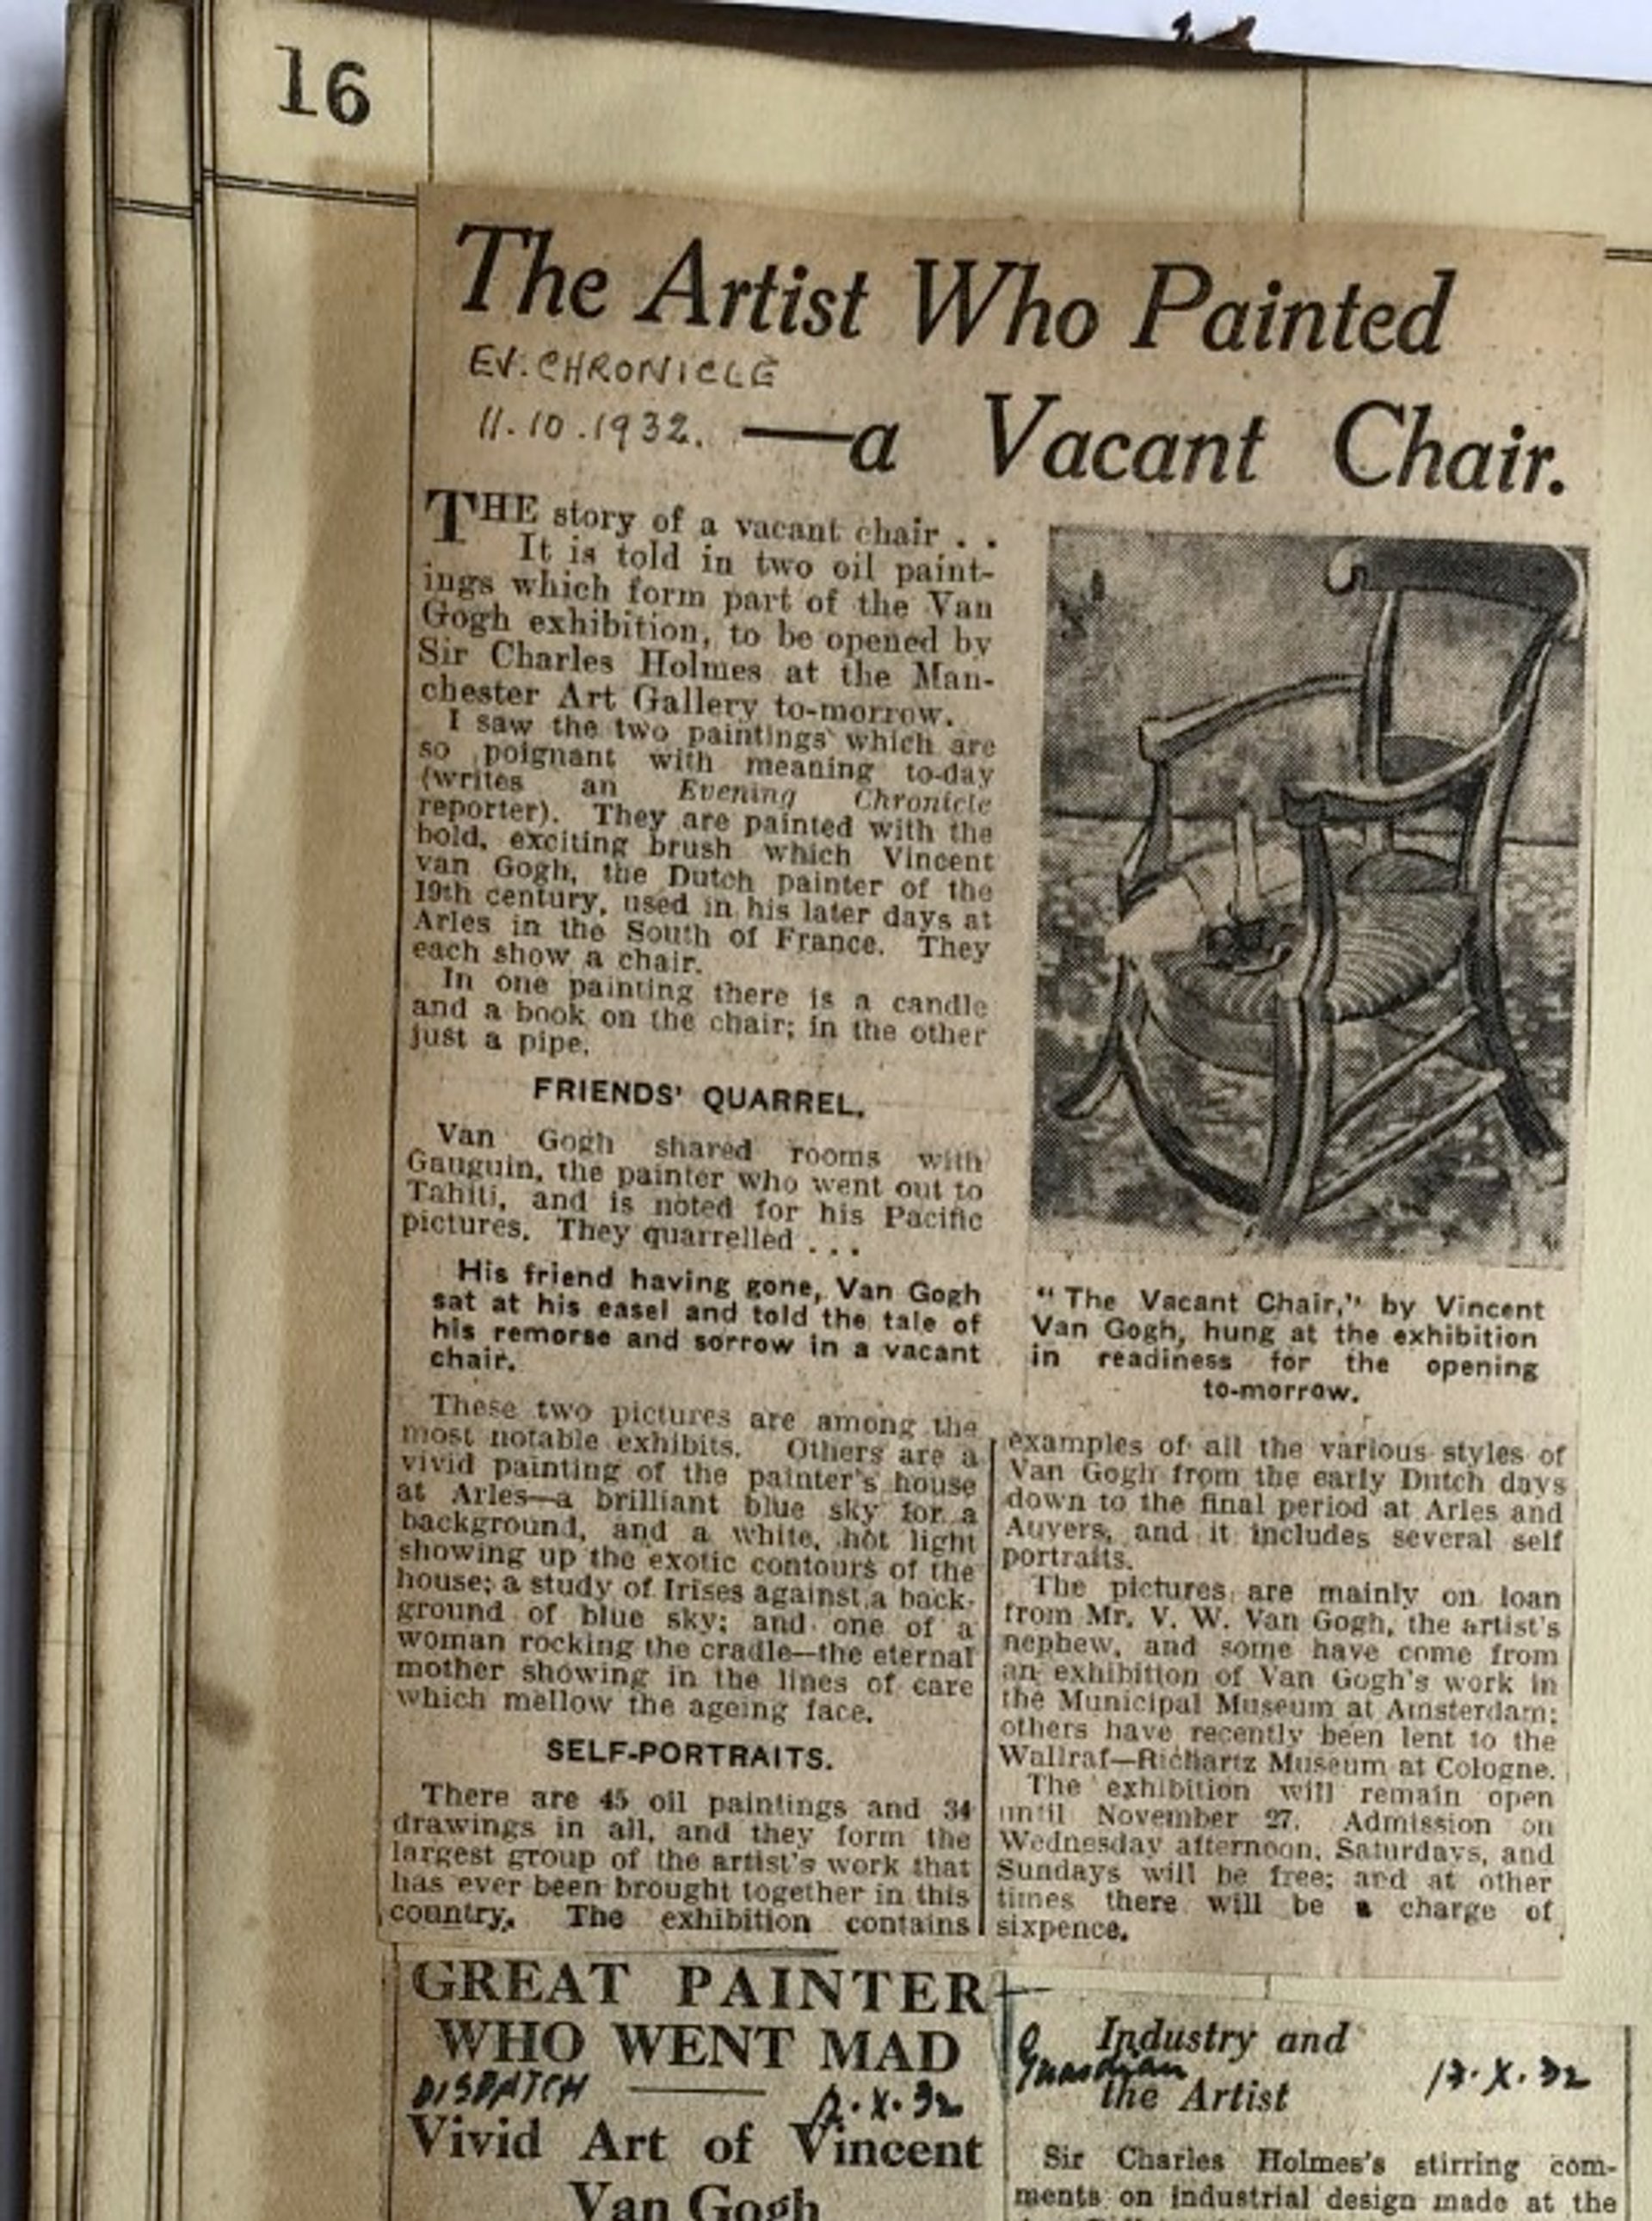 16
The Artist Who Painted
EV. CHRONICLE
11.10.1932.
—a Vacant Chair.
THE story of a vacant chair . .
It is told in two oil paint-
ings which form part of the Van
Gogh exhibition, to be opened by
Sir Charles Holmes at the Man-
chester Art Gallery to-morrow.
I saw the two paintings which are
so poignant with meaning to-day
(writes an Evening Chronicle
reporter). They are painted with the
bold, exciting brush which Vincent
van Gogh, the Dutch painter of the
19th century, used in his later days at
Arles in the South of France. They
each show a chair.
In one painting there is a candle
and a book on the chair; in the other
just a pipe.
FRIENDS' QUARREL.
Van Gogh shared rooms with
Gauguin, the painter who went out to
Tahiti, and is noted for his Pacific
pictures. They quarrelled . . .
His friend having gone, Van Gogh
sat at his easel and told the tale of
his remorse and sorrow in a vacant
chair.
These two pictures are among the
most notable exhibits. Others are a
vivid painting of the painter's house
at Arles—a brilliant blue sky for a
background, and a white, hot light
showing up the exotic contours of the
house; a study of Irises against a back-
ground of blue sky; and one of a
woman rocking the cradle—the eternal
mother showing in the lines of care
which mellow the ageing face.
SELF-PORTRAITS.
There are 45 oil paintings and 34
drawings in all, and they form the
largest group of the artist's work that
has ever been brought together in this
country. The exhibition contains
"The Vacant Chair," by Vincent
Van Gogh, hung at the exhibition
in readiness for the opening
to-morrow.
examples of all the various styles of
Van Gogh from the early Dutch days
down to the final period at Arles and
Auvers, and it includes several self
portraits.
The pictures are mainly on loan
from Mr. V. W. Van Gogh, the artist's
nephew, and some have come from
an exhibition of Van Gogh's work in
the Municipal Museum at Amsterdam;
others have recently been lent to the
Wallraf—Richartz Museum at Cologne.
The exhibition will remain open
until November 27. Admission on
Wednesday afternoon, Saturdays, and
Sundays will be free; and at other
times there will be a charge of
sixpence.
GREAT PAINTER
WHO WENT MAD
DISPATCH
Vivid Art of Vincent
Van Gogh
Industry and
Guardian
the Artist
Sir Charles Holmes's stirring com-
ments on industrial design made at the